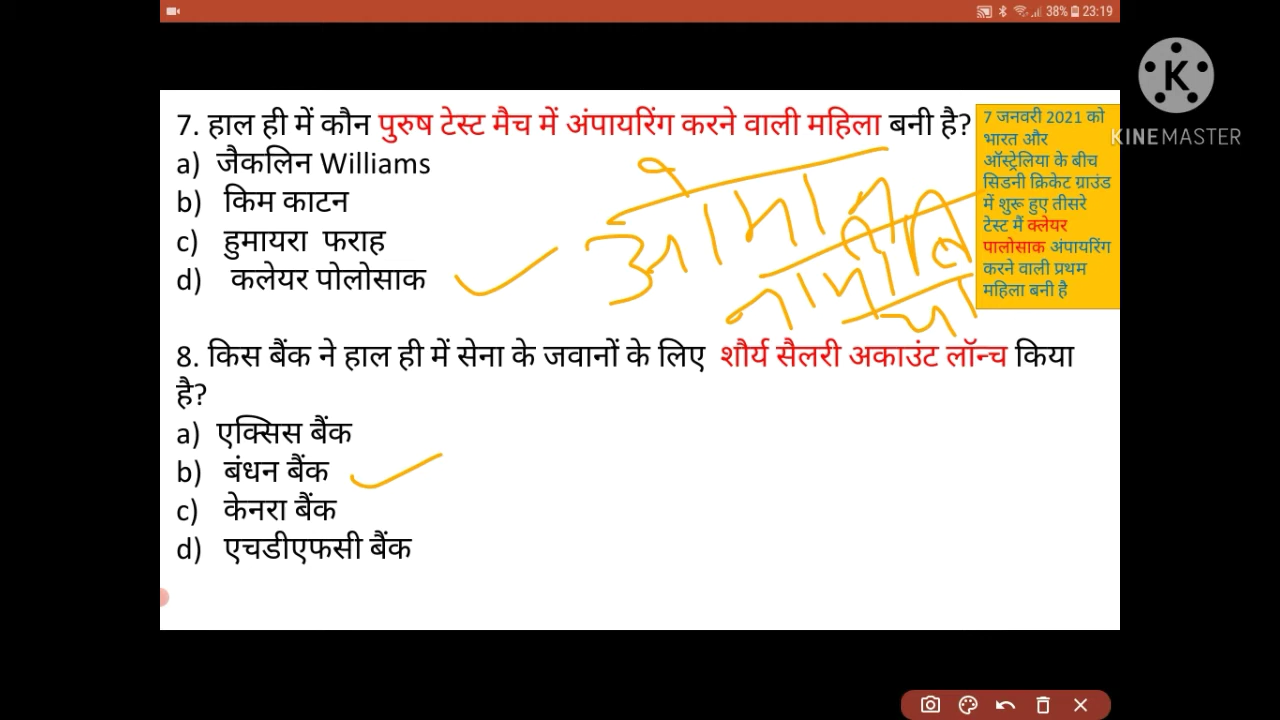 38% 23:19
K
KINEMASTER
7. हाल ही में कौन पुरुष टेस्ट मैच में अंपायरिंग करने वाली महिला बनी है?
a) जैकलिन Williams
b) किम काटन
c) हुमायरा फराह
d) कलेयर पोलोसाक
7 जनवरी 2021 को
भारत और
ऑस्ट्रेलिया के बीच
सिडनी क्रिकेट ग्राउंड
में शुरू हुए तीसरे
टेस्ट मैं क्लेयर
पालोसाक अंपायरिंग
करने वाली प्रथम
महिला बनी है
ओमान
नामीबिया
8. किस बैंक ने हाल ही में सेना के जवानों के लिए शौर्य सैलरी अकाउंट लॉन्च किया
है?
a) एक्सिस बैंक
b) बंधन बैंक
c) केनरा बैंक
d) एचडीएफसी बैंक